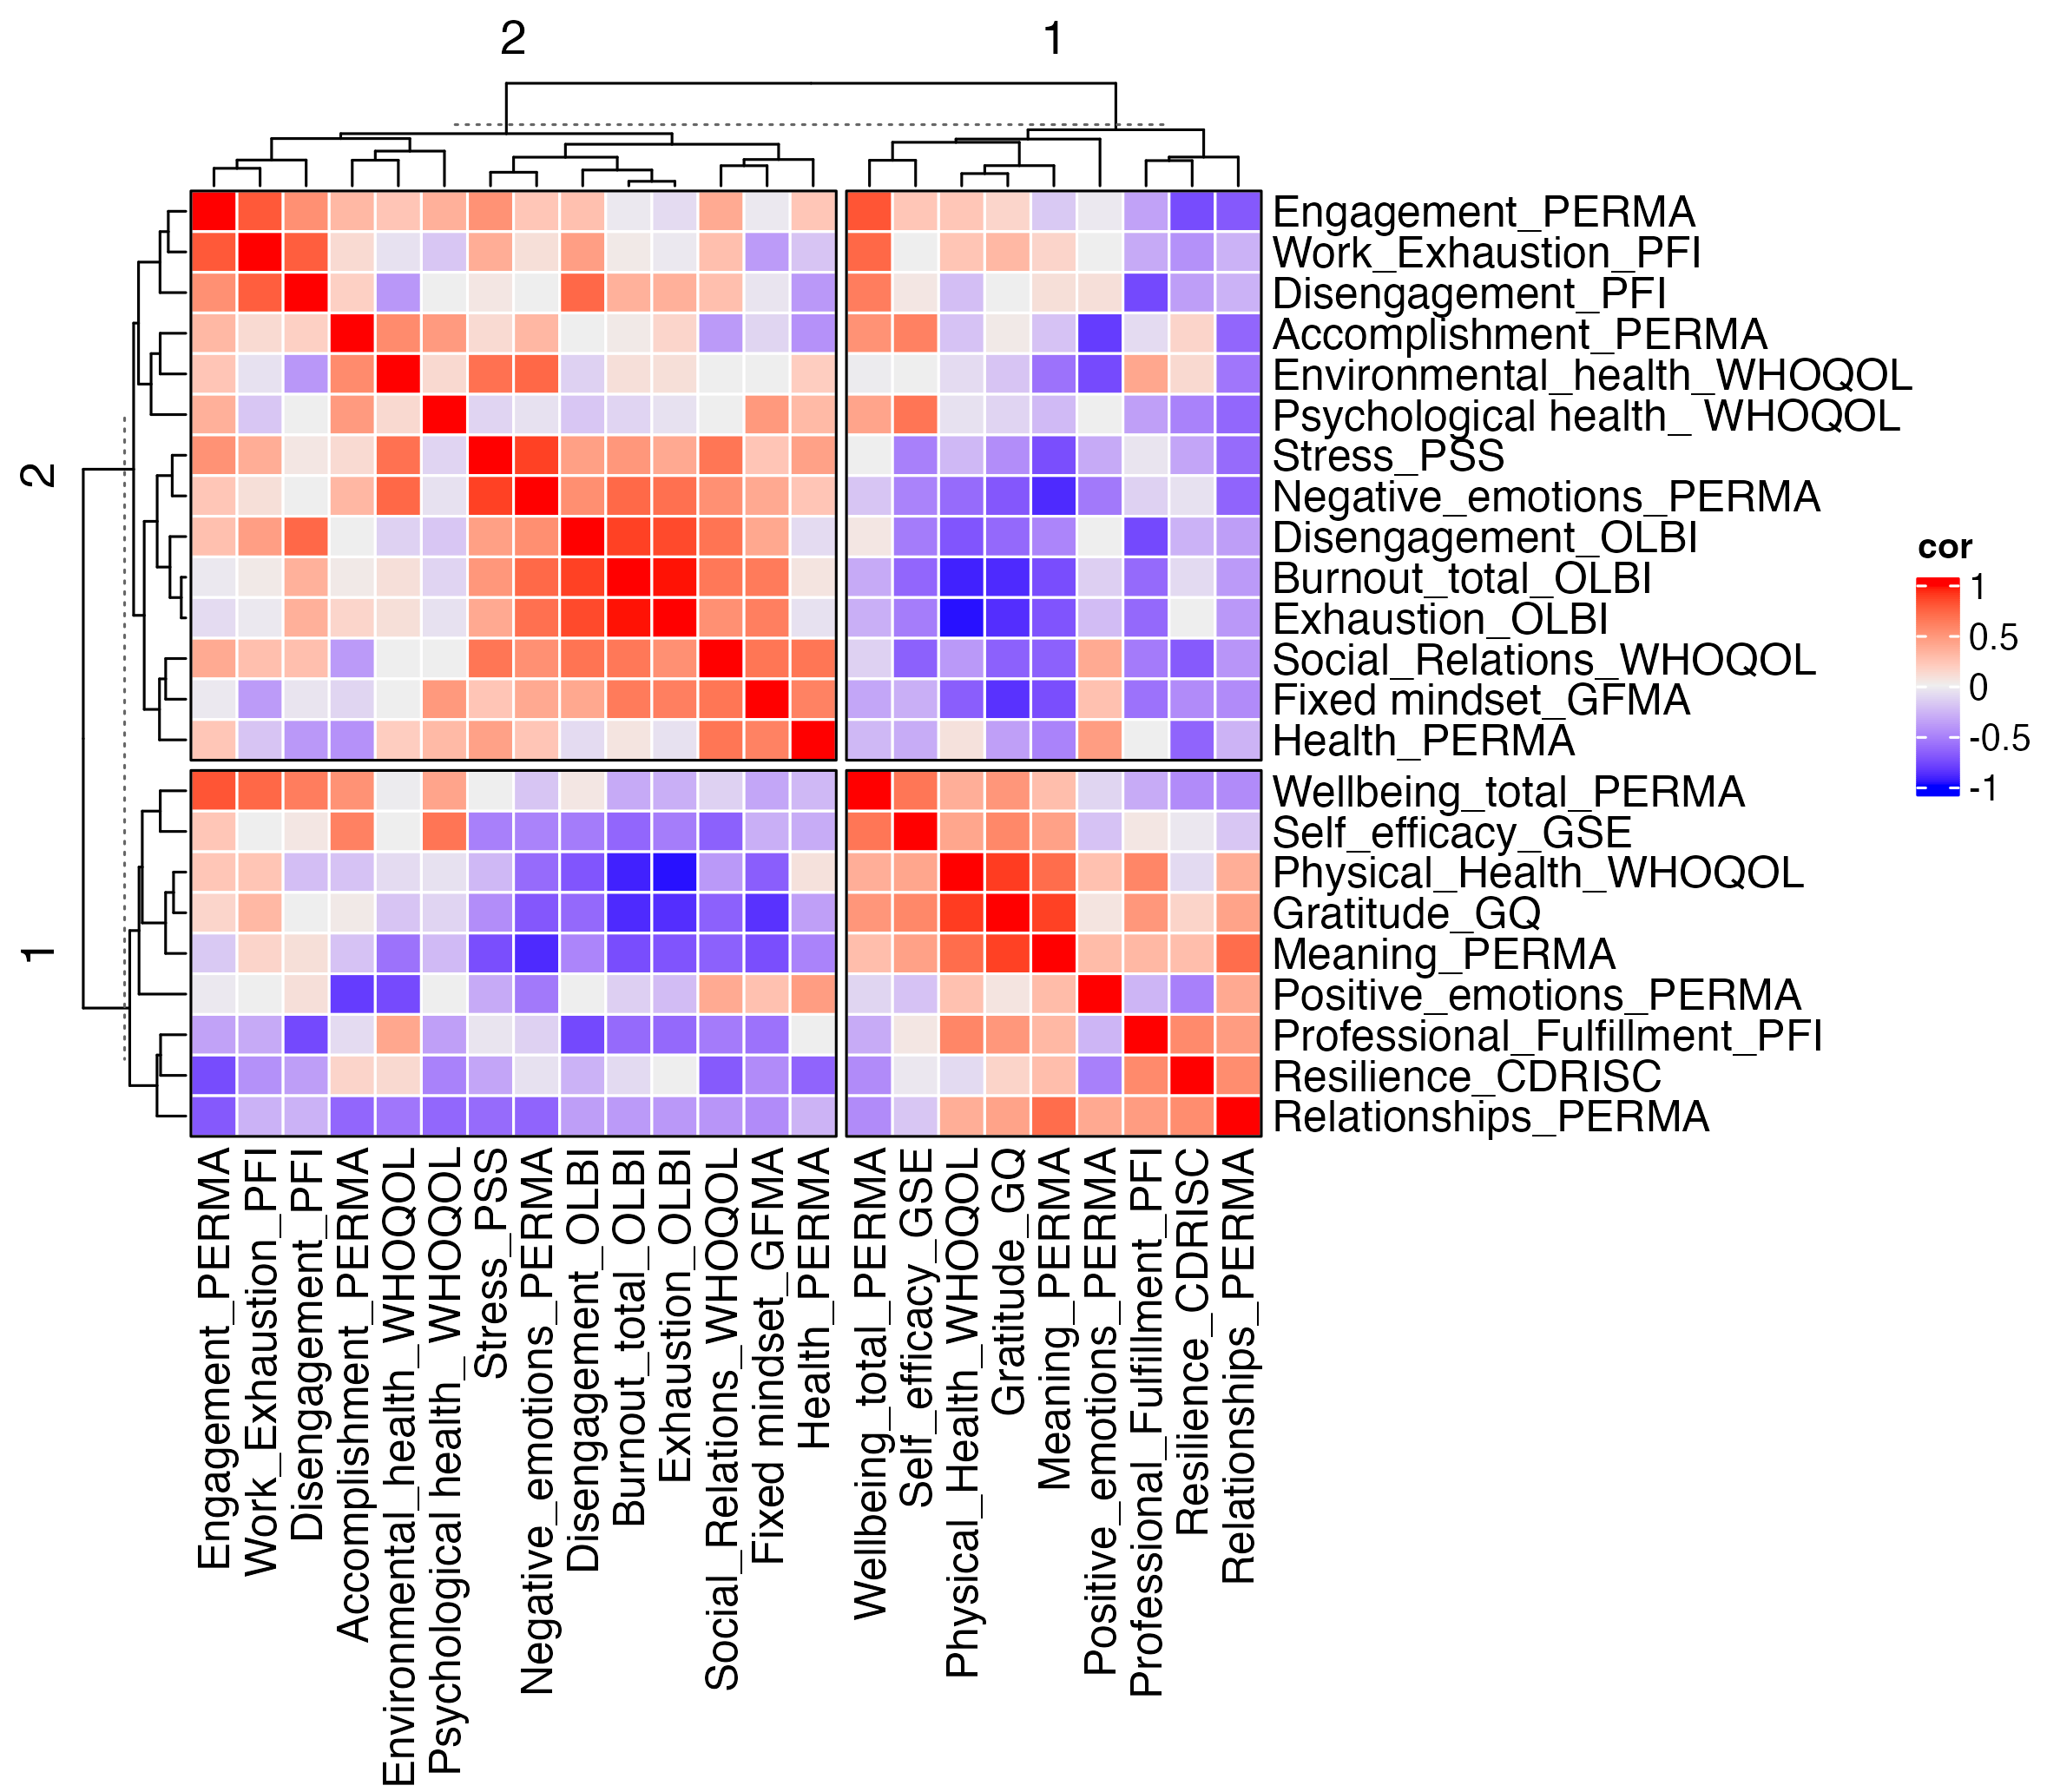 2
1
2
1
Engagement_PERMA
Work_Exhaustion_PFI
Disengagement_PFI
Accomplishment_PERMA
Environmental_health_WHOQOL
Psychological health_ WHOQOL
Stress_PSS
Negative_emotions_PERMA
Disengagement_OLBI
Burnout_total_OLBI
Exhaustion_OLBI
Social_Relations_WHOQOL
Fixed mindset_GFMA
Health_PERMA
Wellbeing_total_PERMA
Self_efficacy_GSE
Physical_Health_WHOQOL
Gratitude_GQ
Meaning_PERMA
Positive_emotions_PERMA
Professional_Fulfillment_PFI
Resilience_CDRISC
Relationships_PERMA
cor
1
0.5
0
-0.5
-1
Engagement_PERMA
Work_Exhaustion_PFI
Disengagement_PFI
Accomplishment_PERMA
Environmental_health_WHOQOL
Psychological health_ WHOQOL
Stress_PSS
Negative_emotions_PERMA
Disengagement_OLBI
Burnout_total_OLBI
Exhaustion_OLBI
Social_Relations_WHOQOL
Fixed mindset_GFMA
Health_PERMA
Wellbeing_total_PERMA
Self_efficacy_GSE
Physical_Health_WHOQOL
Gratitude_GQ
Meaning_PERMA
Positive_emotions_PERMA
Professional_Fulfillment_PFI
Resilience_CDRISC
Relationships_PERMA